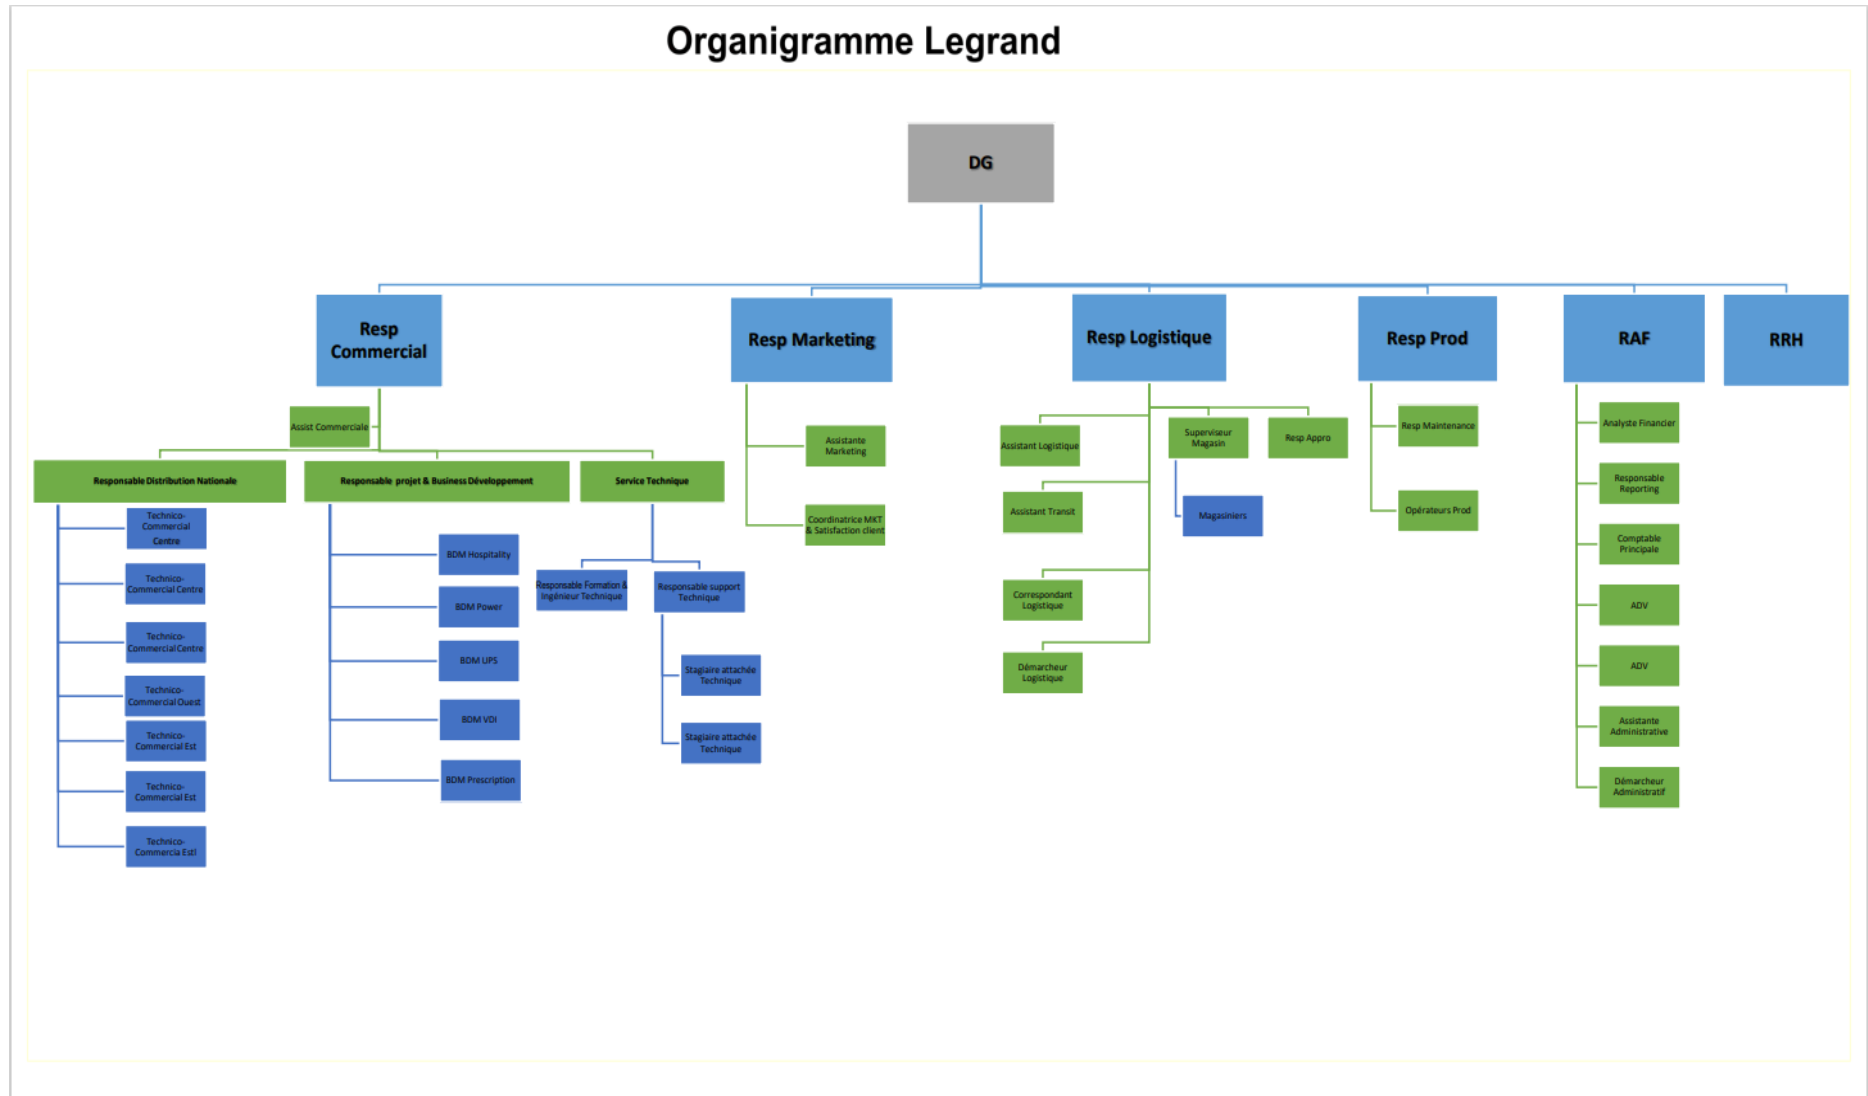 Organigramme Legrand
DG
Resp
Commercial
Resp Marketing
Resp Logistique
Resp Prod
RAF
RRH
Assist Commerciale
Responsable Distribution Nationale
Responsable projet & Business Développement
Service Technique
Technico-
Commercial
Centre
Technico-
Commercial Centre
Technico-
Commercial Centre
Technico-
Commercial Ouest
Technico-
Commercial Est
Technico-
Commercial Est
Technico-
Commercia Estl
BDM Hospitality
BDM Power
BDM UPS
BDM VDI
BDM Prescription
Responsable Formation &
Ingénieur Technique
Responsable support
Technique
Stagiaire attachée
Technique
Stagiaire attachée
Technique
Assistante
Marketing
Coordinatrice MKT
& Satisfaction client
Assistant Logistique
Assistant Transit
Correspondant
Logistique
Démarcheur
Logistique
Superviseur
Magasin
Magasiniers
Resp Appro
Resp Maintenance
Opérateurs Prod
Analyste Financier
Responsable
Reporting
Comptable
Principale
ADV
ADV
Assistante
Administrative
Démarcheur
Administratif